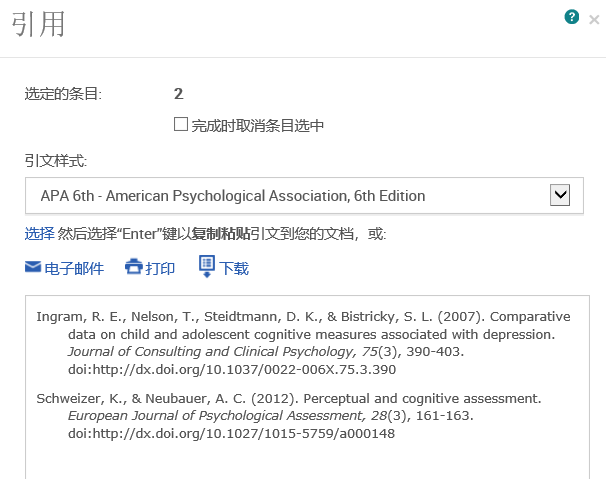 引用
?
选定的条目: 2
完成时取消条目选中
引文样式:
APA 6th - American Psychological Association, 6th Edition
选择 然后选择“Enter”键以复制粘贴引文到您的文档，或:
电子邮件 打印 下载
Ingram, R. E., Nelson, T., Steidtmann, D. K., & Bistricky, S. L. (2007). Comparative
data on child and adolescent cognitive measures associated with depression.
Journal of Consulting and Clinical Psychology, 75(3), 390-403.
doi:http://dx.doi.org/10.1037/0022-006X.75.3.390
Schweizer, K., & Neubauer, A. C. (2012). Perceptual and cognitive assessment.
European Journal of Psychological Assessment, 28(3), 161-163.
doi:http://dx.doi.org/10.1027/1015-5759/a000148